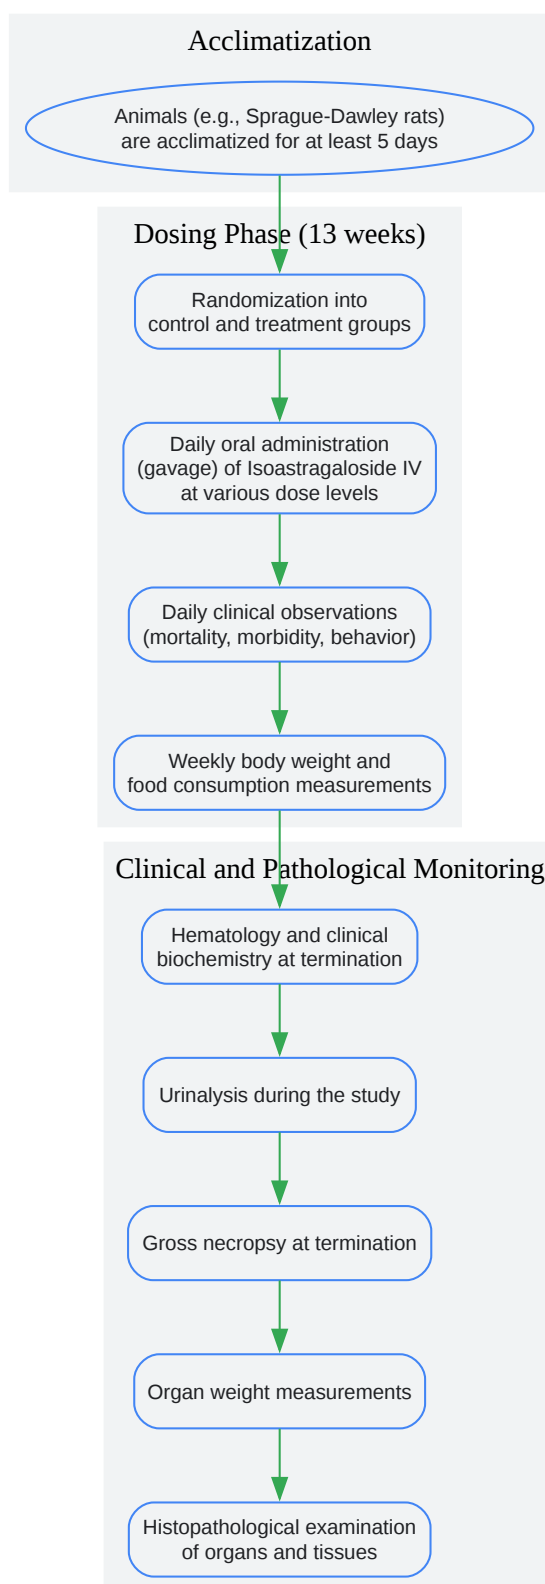 Acclimatization
Animals (e.g., Sprague-Dawley rats)
are acclimatized for at least 5 days
Dosing Phase (13 weeks)
Randomization into
control and treatment groups
Daily oral administration
(gavage) of Isoastragaloside IV
at various dose levels
Daily clinical observations
(mortality, morbidity, behavior)
Weekly body weight and
food consumption measurements
Clinical and Pathological Monitoring
Hematology and clinical
biochemistry at termination
Urinalysis during the study
Gross necropsy at termination
Organ weight measurements
Histopathological examination
of organs and tissues